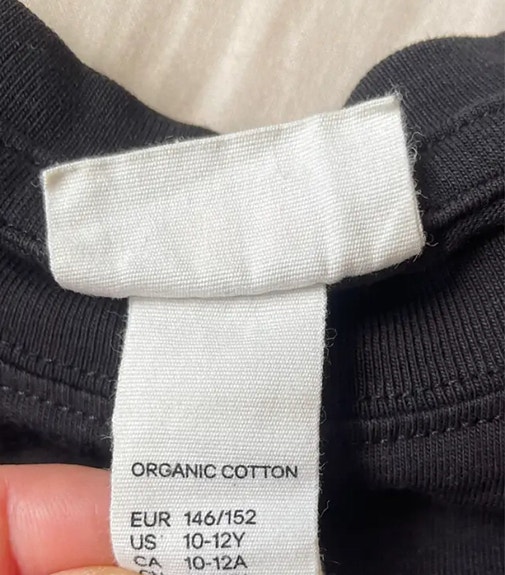 ORGANIC COTTON
EUR 146/152
US 10-12Y
CA 10-12A